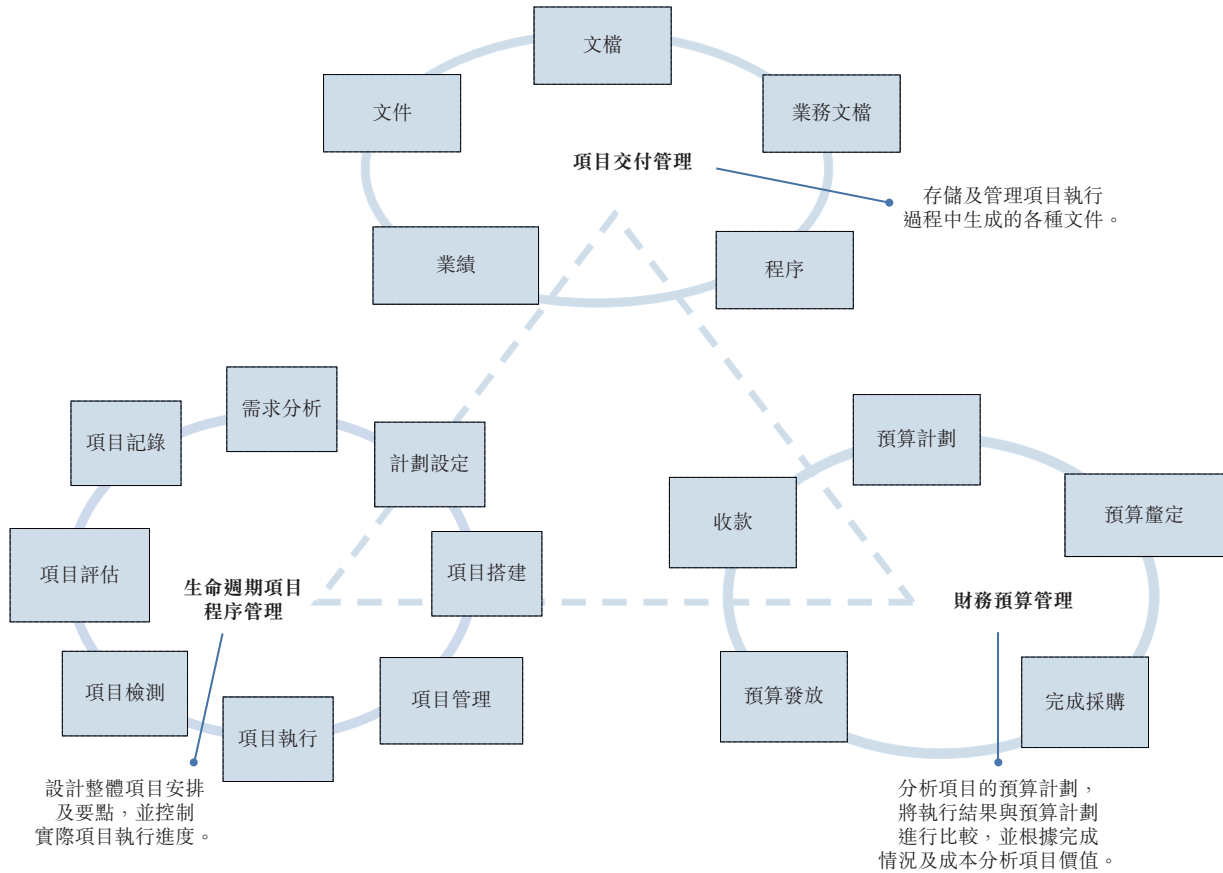 文檔
文件
業務文檔
項目交付管理
存儲及管理項目執行
過程中生成的各種文件。
業績
程序
需求分析
項目記錄
計劃設定
項目評估
項目搭建
生命週期項目
程序管理
項目檢測
項目管理
項目執行
設計整體項目安排
及要點，並控制
實際項目執行進度。
預算計劃
收款
預算釐定
財務預算管理
預算發放
完成採購
分析項目的預算計劃，
將執行結果與預算計劃
進行比較，並根據完成
情況及成本分析項目價值。